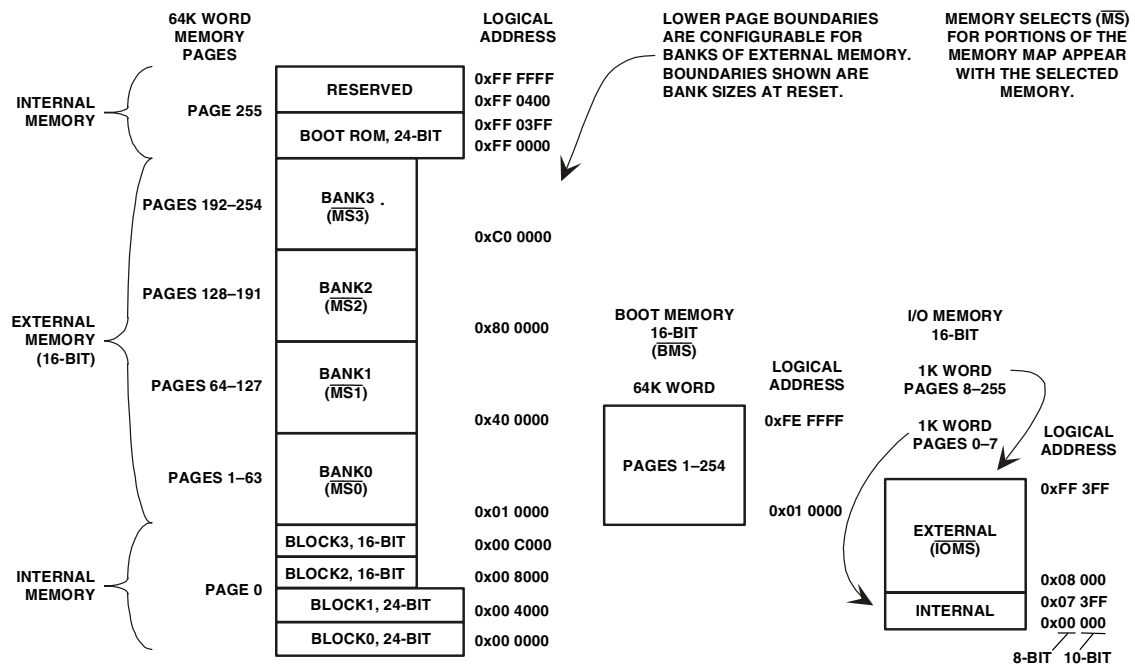 64K WORD
MEMORY
PAGES
LOGICAL
ADDRESS
LOWER PAGE BOUNDARIES
ARE CONFIGURABLE FOR
BANKS OF EXTERNAL MEMORY.
BOUNDARIES SHOWN ARE
BANK SIZES AT RESET.
MEMORY SELECTS (MS)
FOR PORTIONS OF THE
MEMORY MAP APPEAR
WITH THE SELECTED
MEMORY.
INTERNAL
MEMORY
PAGE 255
RESERVED
0xFF FFFF
0xFF 0400
BOOT ROM, 24-BIT
0xFF 03FF
0xFF 0000
EXTERNAL
MEMORY
(16-BIT)
PAGES 192–254
BANK3 .
(MS3)
0xC0 0000
PAGES 128–191
BANK2
(MS2)
0x80 0000
PAGES 64–127
BANK1
(MS1)
0x40 0000
PAGES 1–63
BANK0
(MS0)
0x01 0000
INTERNAL
MEMORY
PAGE 0
BLOCK3, 16-BIT
0x00 C000
BLOCK2, 16-BIT
0x00 8000
BLOCK1, 24-BIT
0x00 4000
BLOCK0, 24-BIT
0x00 0000
BOOT MEMORY
16-BIT
(BMS)
64K WORD
LOGICAL
ADDRESS
0xFE FFFF
PAGES 1–254
0x01 0000
I/O MEMORY
16-BIT
1K WORD
PAGES 8–255
1K WORD
PAGES 0–7
LOGICAL
ADDRESS
0xFF 3FF
EXTERNAL
(IOMS)
0x08 000
0x07 3FF
INTERNAL
0x00 000
8-BIT 10-BIT